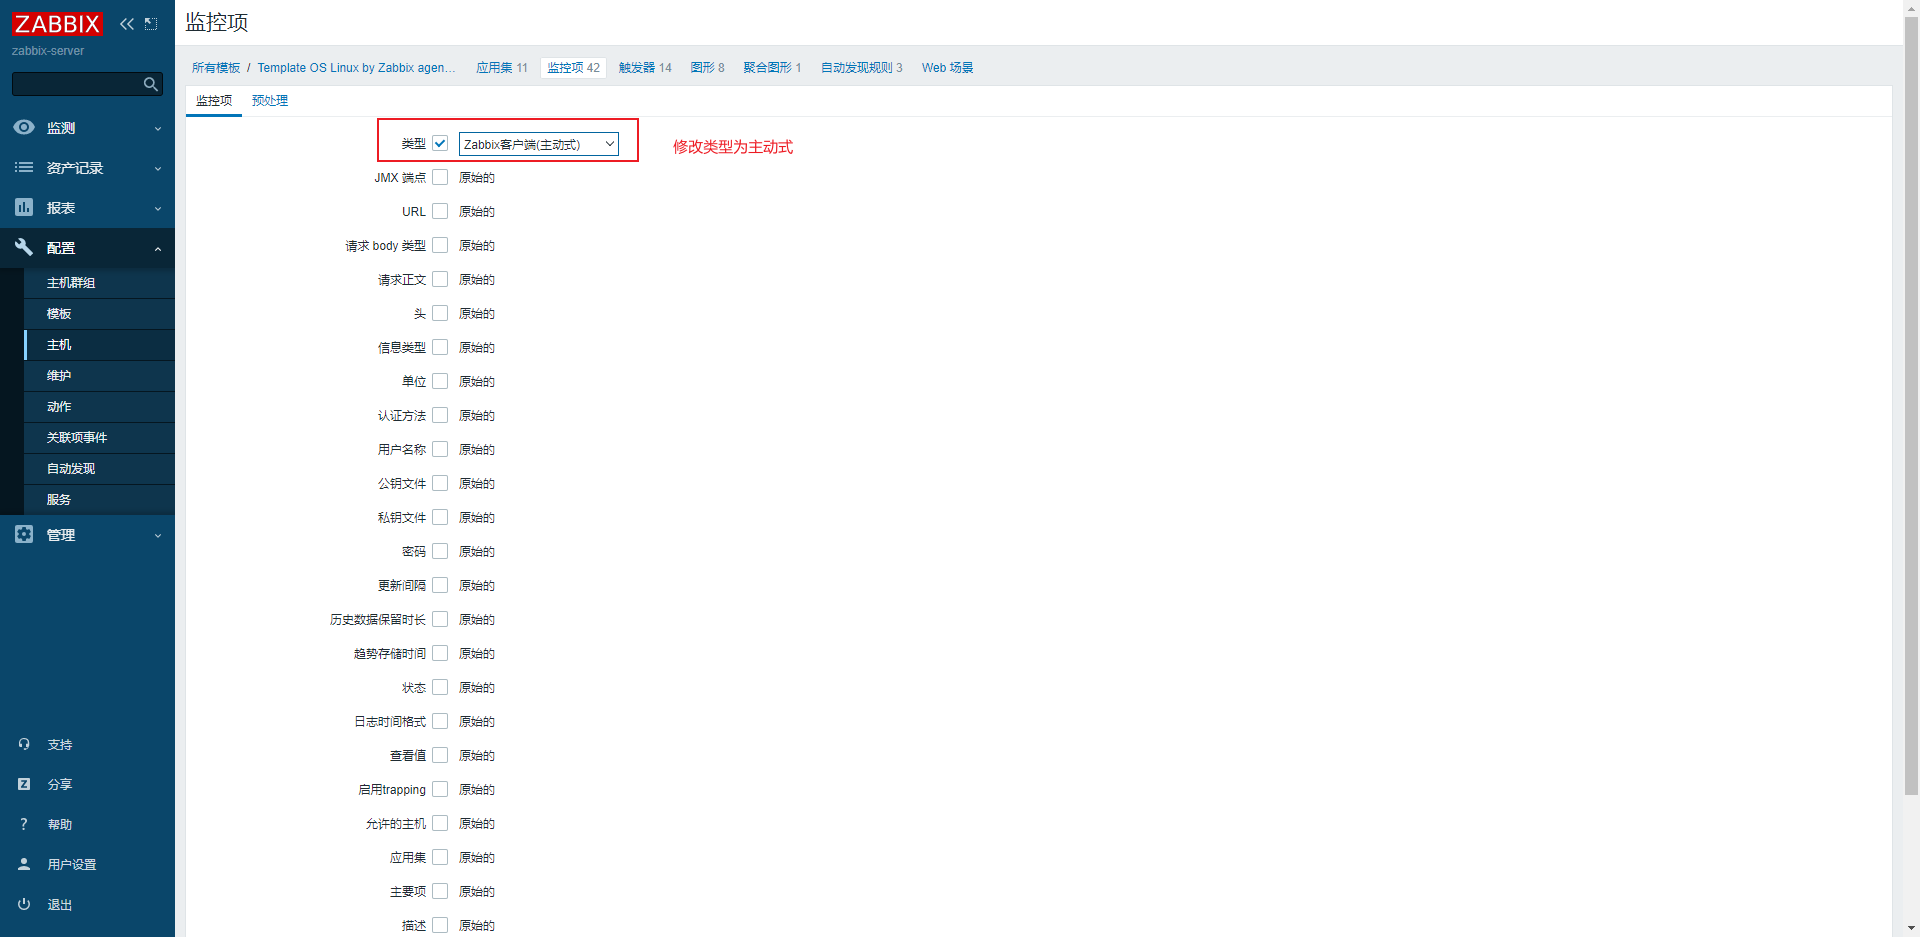 ZABBIX
zabbix-server
监测
资产记录
报表
配置
主机群组
模板
主机
维护
动作
关联项事件
自动发现
服务
管理
支持
分享
帮助
用户设置
退出
监控项
所有模板 / Template OS Linux by Zabbix agen... 应用集 11 监控项 42 触发器 14 图形 8 聚合图形 1 自动发现规则 3 Web 场景
监控项 预处理
类型 Zabbix客户端(主动式) 修改类型为主动式
JMX 端点 原始的
URL 原始的
请求 body 类型 原始的
请求正文 原始的
头 原始的
信息类型 原始的
单位 原始的
认证方法 原始的
用户名称 原始的
公钥文件 原始的
私钥文件 原始的
密码 原始的
更新间隔 原始的
历史数据保留时长 原始的
趋势存储时间 原始的
状态 原始的
日志时间格式 原始的
查看值 原始的
启用trapping 原始的
允许的主机 原始的
应用集 原始的
主要项 原始的
描述 原始的